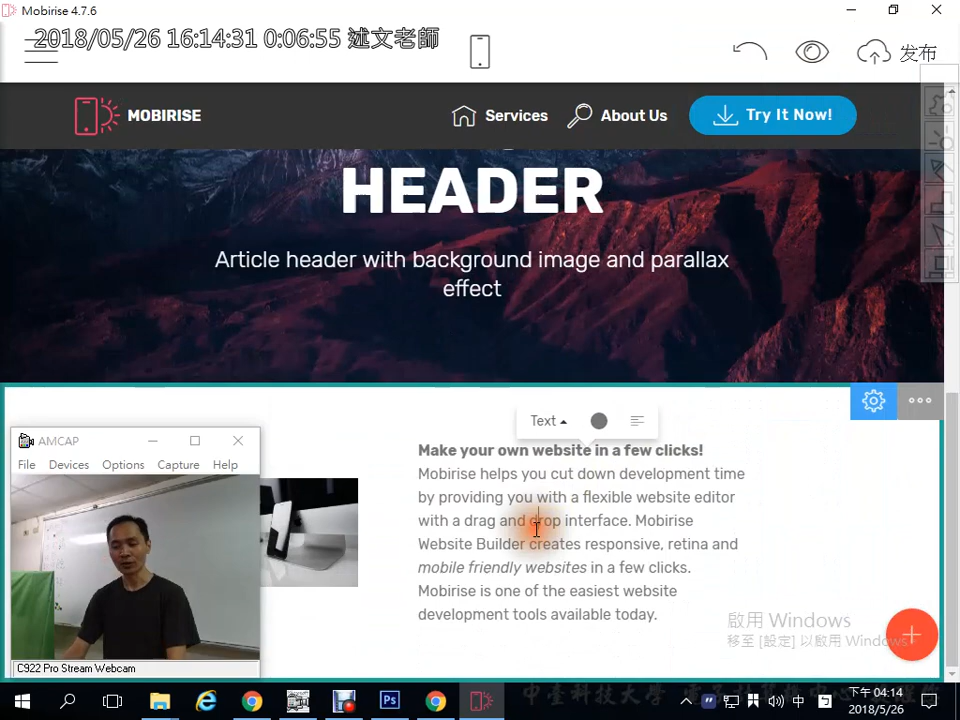 Mobirise 4.7.6
2018/05/26 16:14:31 0:06:55 述文老師
发布
MOBIRISE
Services
About Us
Try It Now!
HEADER
Article header with background image and parallax
effect
Text
Make your own website in a few clicks!
Mobirise helps you cut down development time
by providing you with a flexible website editor
with a drag and drop interface. Mobirise
Website Builder creates responsive, retina and
mobile friendly websites in a few clicks.
Mobirise is one of the easiest website
development tools available today.
AMCAP
File Devices Options Capture Help
C922 Pro Stream Webcam
啟用 Windows
移至 [設定] 以啟用 Windows。
中臺科技大學
中
下午 04:14
2018/5/26